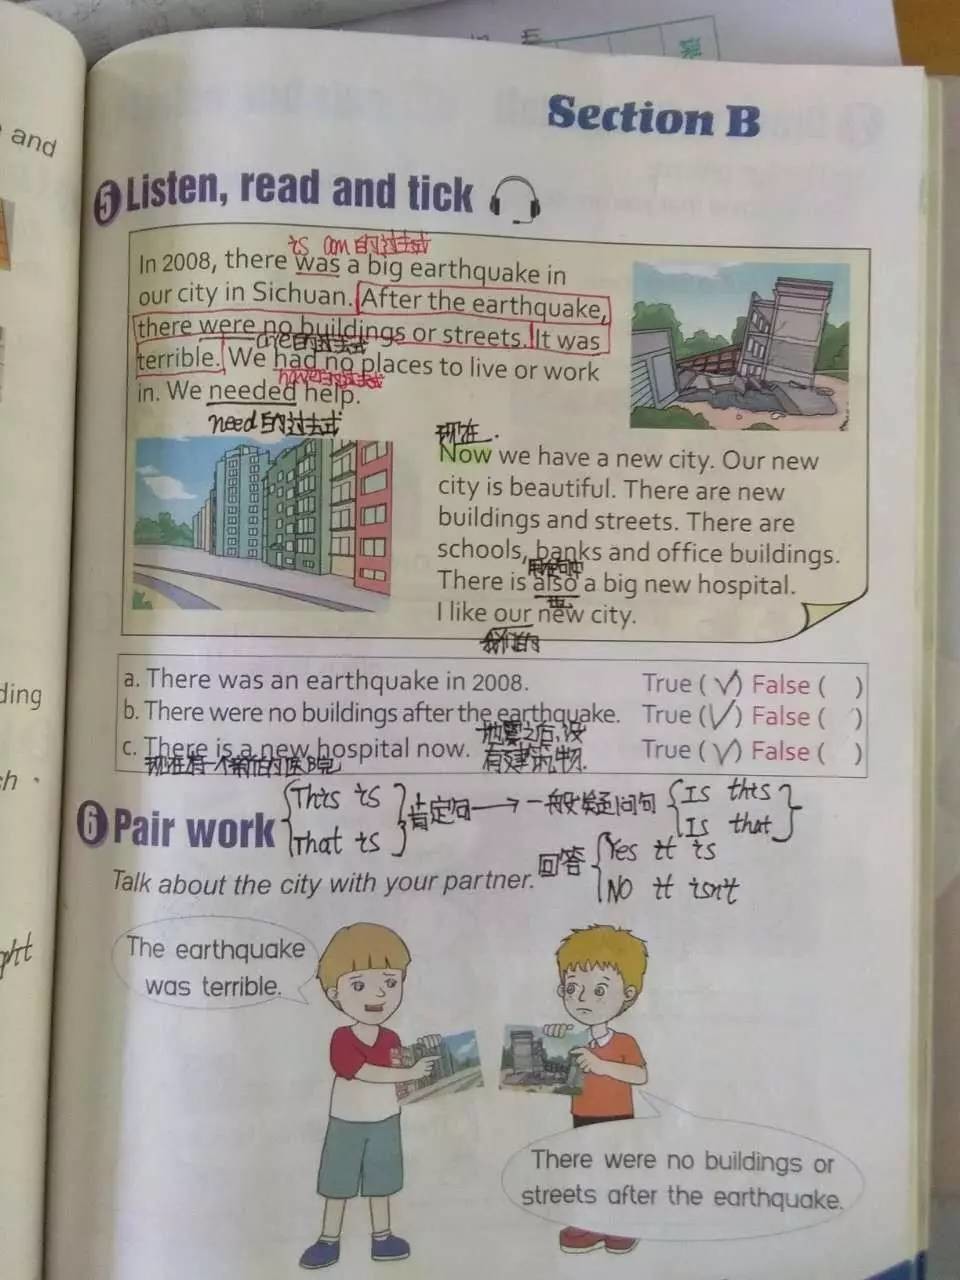 课
and
Section B
5 Listen, read and tick
is am的过去式
In 2008, there was a big earthquake in
our city in Sichuan. After the earthquake,
there were no buildings or streets. It was
are的过去式
terrible. We had no places to live or work
have的过去式
in. We needed help.
need的过去式
现在.
Now we have a new city. Our new
city is beautiful. There are new
buildings and streets. There are
schools, banks and office buildings.
There is also a big new hospital.
I like our new city.
我们的
a. There was an earthquake in 2008. True (✓) False ( )
b. There were no buildings after the earthquake. True (✓) False ( )
地震之后,没
c. There is a new hospital now. True (✓) False ( )
有建筑物.
现在有一个新的医院
ding
6 Pair work
This is
That is
肯定句→一般疑问句
Is this
Is that
回答
Yes it is
NO it isn't
Talk about the city with your partner.
ght
The earthquake
was terrible.
There were no buildings or
streets after the earthquake.